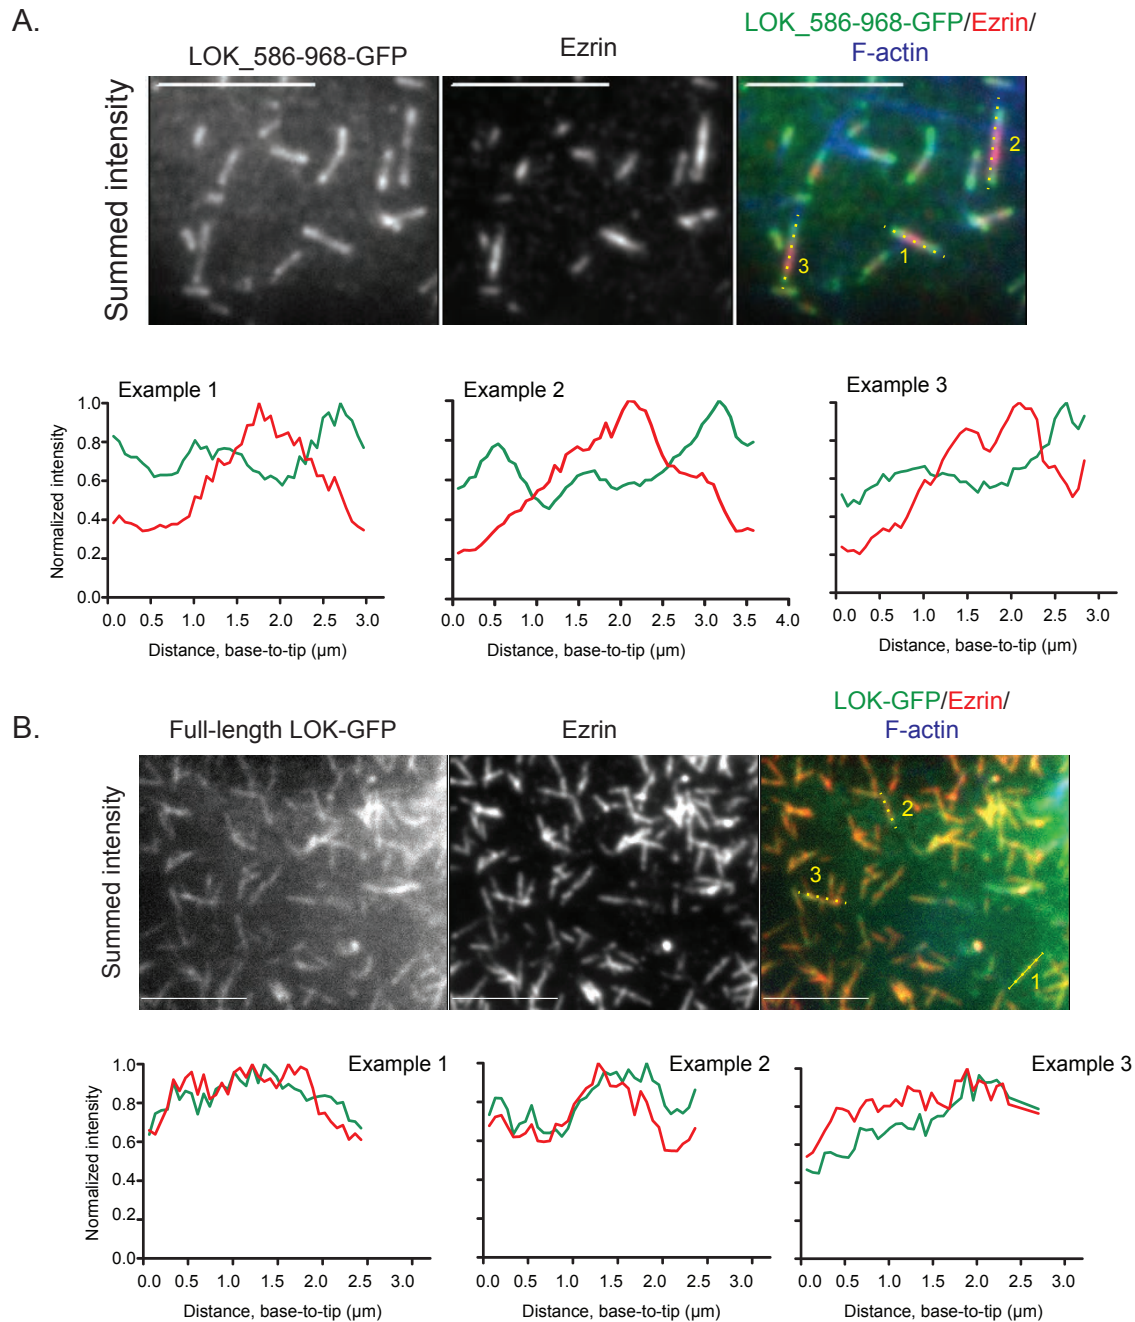 A.
LOK_586-968-GFP
Ezrin
LOK_586-968-GFP/Ezrin/
F-actin
Summed intensity
1
2
3
Example 1
Example 2
Example 3
Normalized intensity
1.0
0.8
0.6
0.4
0.2
0.0
0.0 0.5 1.0 1.5 2.0 2.5 3.0
Distance, base-to-tip (µm)
0.0 0.5 1.0 1.5 2.0 2.5 3.0 3.5 4.0
Distance, base-to-tip (µm)
0.0 0.5 1.0 1.5 2.0 2.5 3.0
Distance, base-to-tip (µm)
B.
Full-length LOK-GFP
Ezrin
LOK-GFP/Ezrin/
F-actin
Summed intensity
2
3
1
Example 1
Example 2
Example 3
Normalized intensity
1.0
0.8
0.6
0.4
0.2
0.0
0.0 0.5 1.0 1.5 2.0 2.5 3.0
Distance, base-to-tip (µm)
0.0 0.5 1.0 1.5 2.0 2.5 3.0
Distance, base-to-tip (µm)
0.0 0.5 1.0 1.5 2.0 2.5 3.0
Distance, base-to-tip (µm)